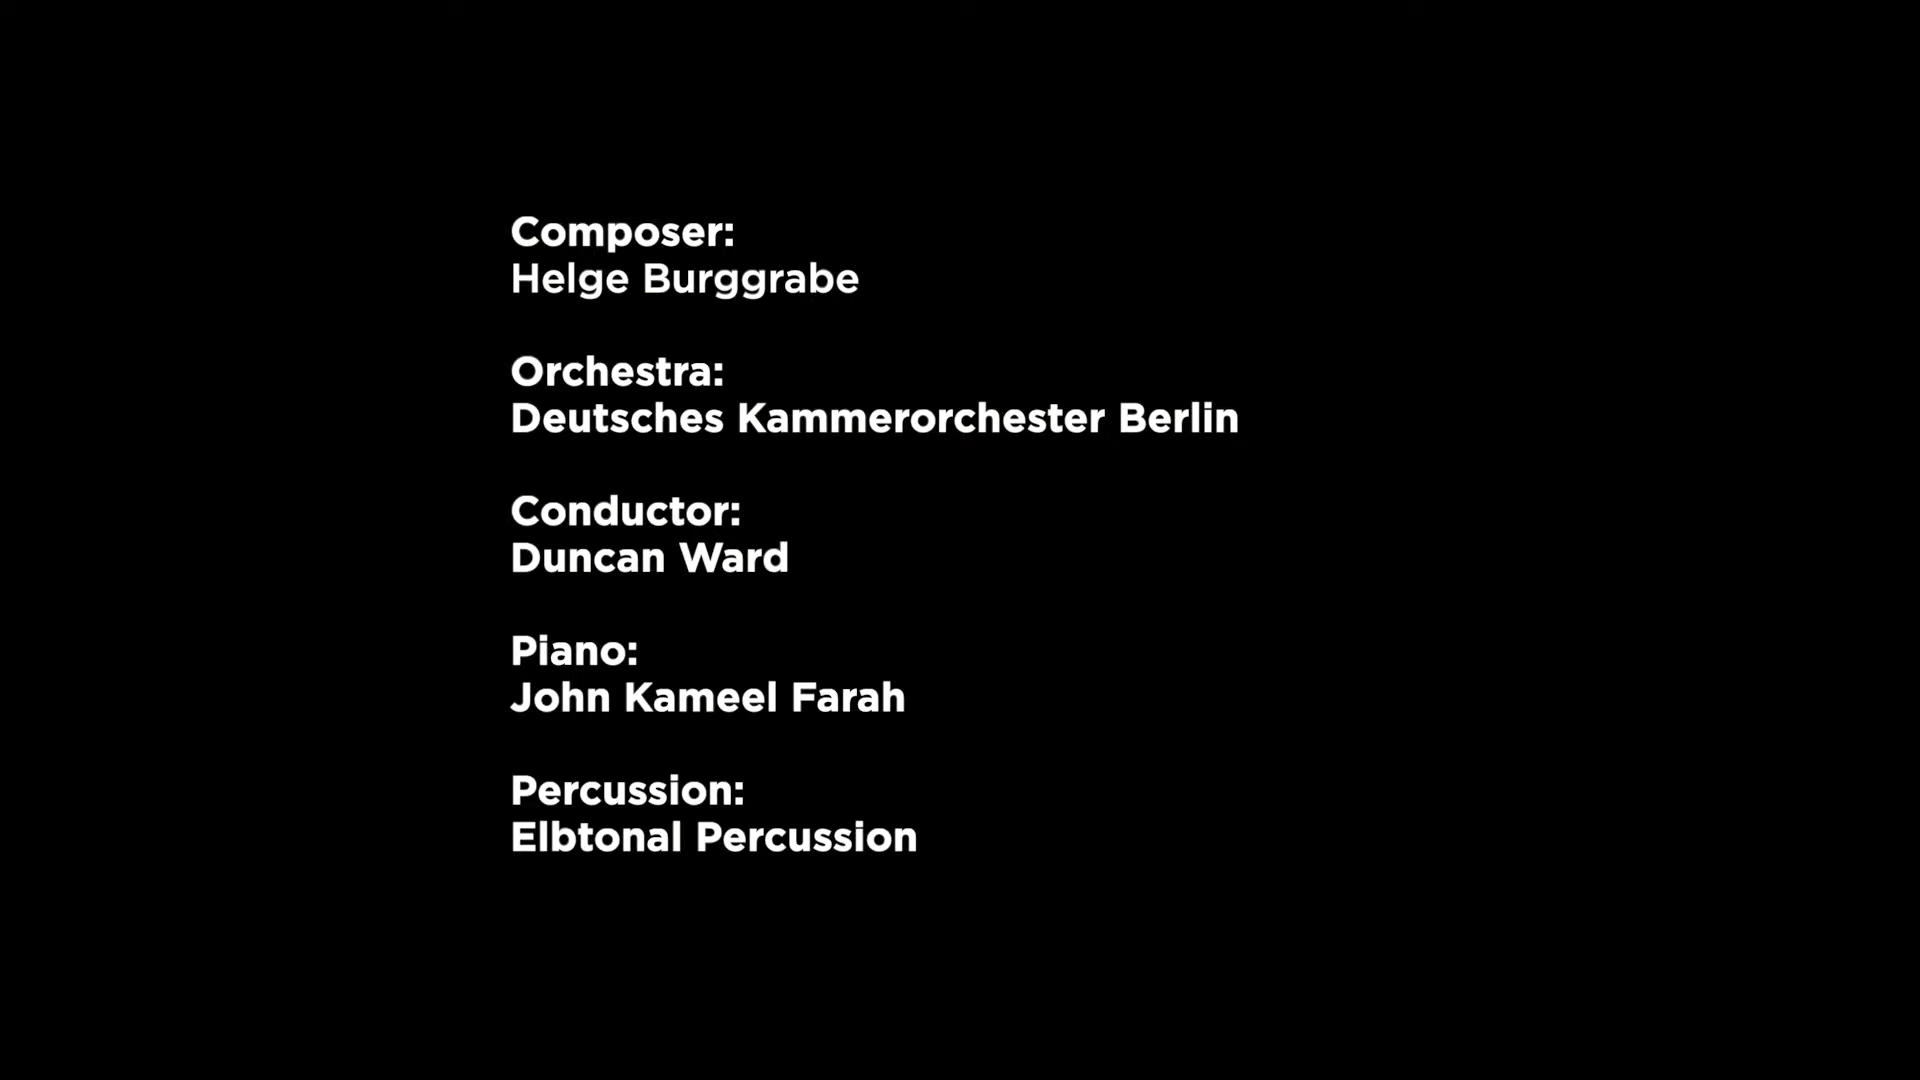 Composer:
Helge Burggrabe
Orchestra:
Deutsches Kammerorchester Berlin
Conductor:
Duncan Ward
Piano:
John Kameel Farah
Percussion:
Elbtonal Percussion